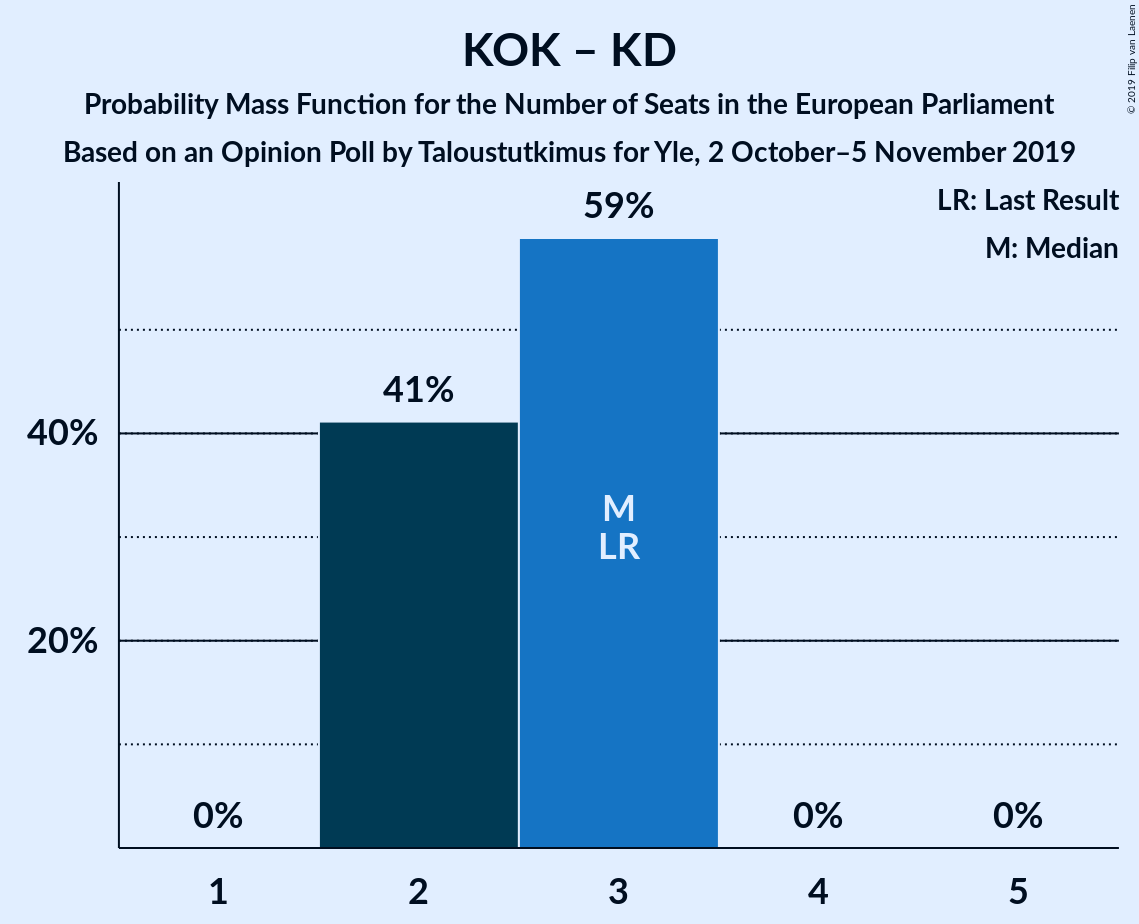 KOK – KD
Probability Mass Function for the Number of Seats in the European Parliament
Based on an Opinion Poll by Taloustutkimus for Yle, 2 October–5 November 2019
© 2019 Filip van Laenen
LR: Last Result
M: Median
59%
41%
40%
20%
M
LR
0%
0%
0%
1
2
3
4
5